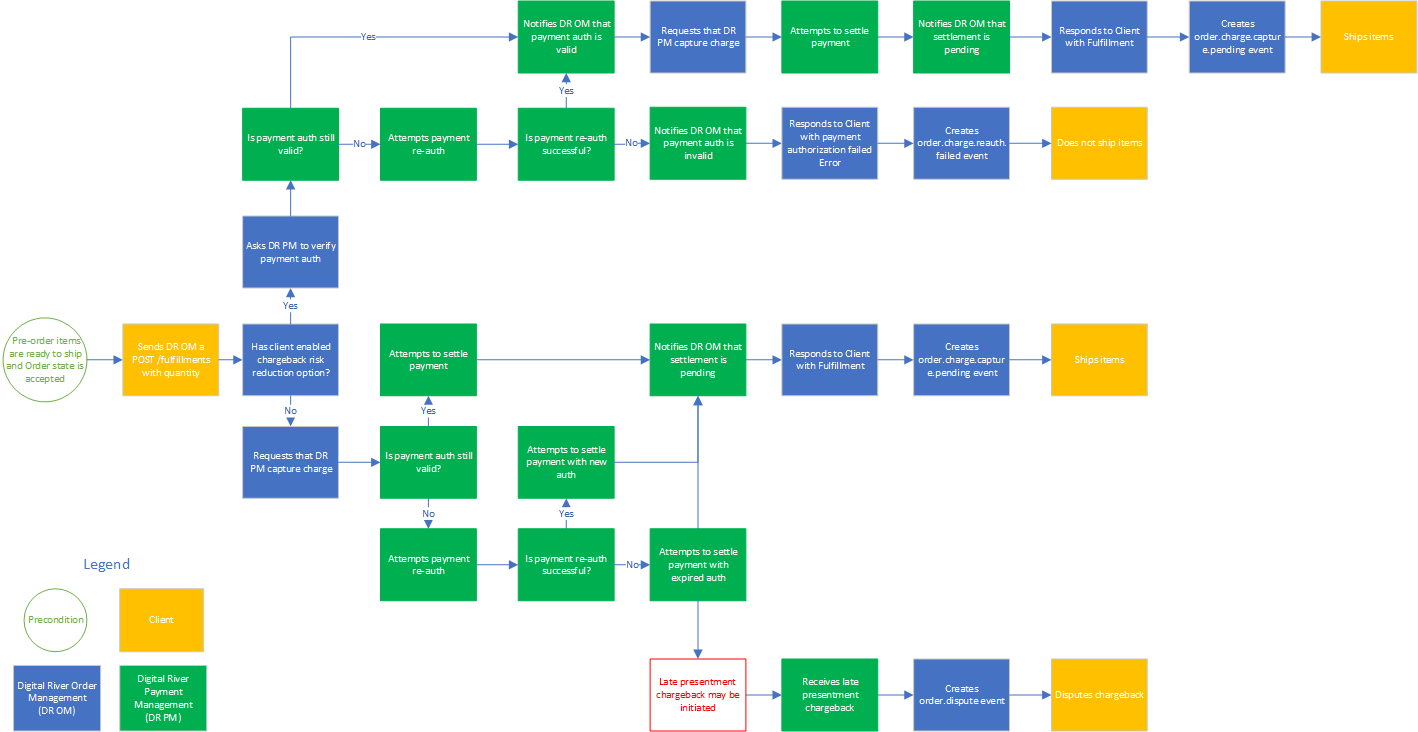 Notifies DR OM that
payment auth is
valid
Requests that DR
PM capture charge
Attempts to settle
payment
Notifies DR OM that
settlement is
pending
Responds to Client
with Fulfillment
Creates
order.charge.captur
e.pending event
Ships items
Yes
Yes
Is payment auth still
valid?
No
Attempts payment
re-auth
Is payment re-auth
successful?
No
Notifies DR OM that
payment auth is
invalid
Responds to Client
with payment
authorization failed
Error
Creates
order.charge.reauth.
failed event
Does not ship items
Asks DR PM to verify
payment auth
Yes
Pre-order items
are ready to ship
and Order state is
accepted
Sends DR OM a
POST /fulfillments
with quantity
Has client enabled
chargeback risk
reduction option?
Attempts to settle
payment
Notifies DR OM that
settlement is
pending
Responds to Client
with Fulfillment
Creates
order.charge.captur
e.pending event
Ships items
No
Yes
Requests that DR
PM capture charge
Is payment auth still
valid?
Attempts to settle
payment with new
auth
No
Yes
Attempts payment
re-auth
Is payment re-auth
successful?
No
Attempts to settle
payment with
expired auth
Legend
Precondition
Client
Digital River Order
Management
(DR OM)
Digital River
Payment
Management
(DR PM)
Late presentment
chargeback may be
initiated
Receives late
presentment
chargeback
Creates
order.dispute event
Disputes chargeback